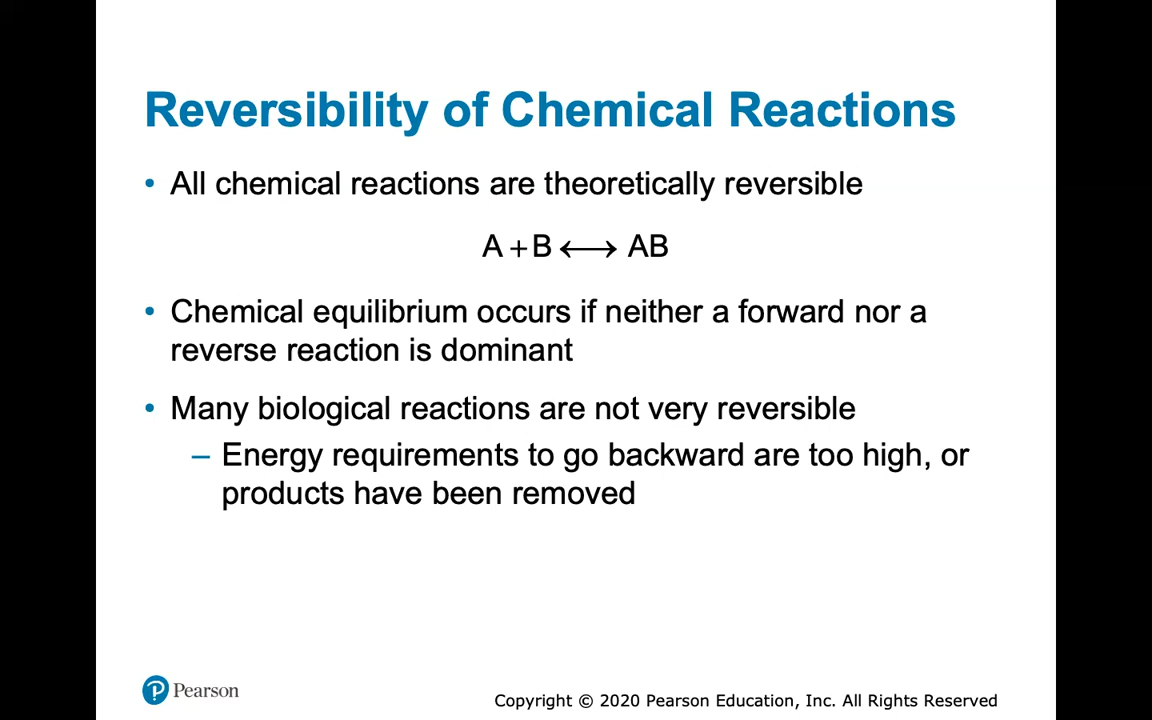 Reversibility of Chemical Reactions
• All chemical reactions are theoretically reversible
A + B ⟷ AB
• Chemical equilibrium occurs if neither a forward nor a
reverse reaction is dominant
• Many biological reactions are not very reversible
– Energy requirements to go backward are too high, or
products have been removed
Pearson
Copyright © 2020 Pearson Education, Inc. All Rights Reserved